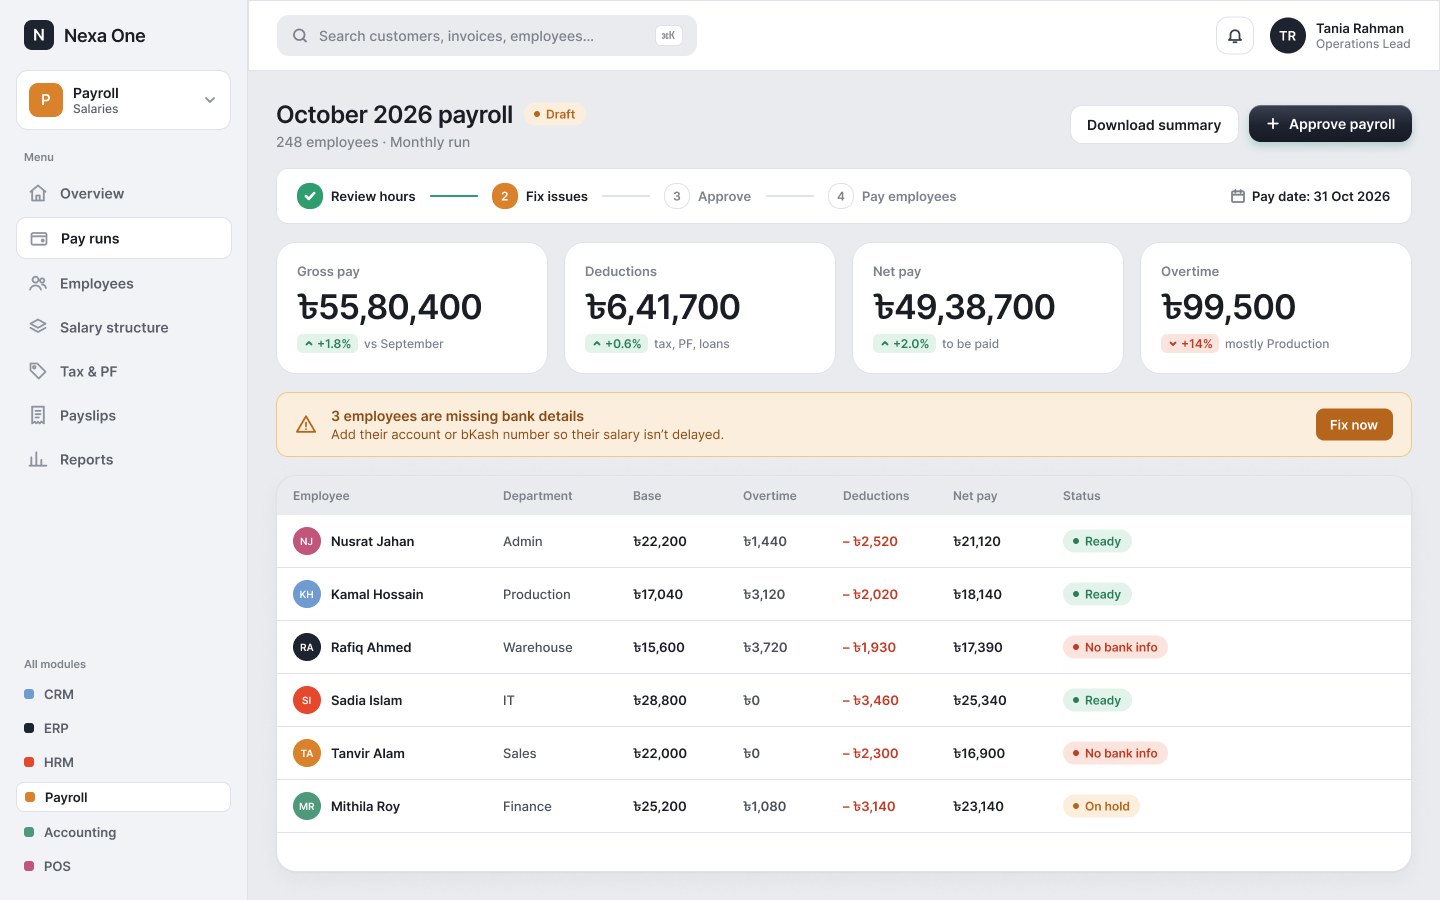 N Nexa One
Search customers, invoices, employees... ⌘K
TR Tania Rahman
Operations Lead
P Payroll
Salaries
Menu
Overview
Pay runs
Employees
Salary structure
Tax & PF
Payslips
Reports
All modules
CRM
ERP
HRM
Payroll
Accounting
POS
October 2026 payroll Draft
248 employees · Monthly run
Download summary
Approve payroll
Review hours 2 Fix issues 3 Approve 4 Pay employees Pay date: 31 Oct 2026
Gross pay
৳55,80,400
+1.8% vs September
Deductions
৳6,41,700
+0.6% tax, PF, loans
Net pay
৳49,38,700
+2.0% to be paid
Overtime
৳99,500
+14% mostly Production
3 employees are missing bank details
Add their account or bKash number so their salary isn’t delayed.
Fix now
Employee Department Base Overtime Deductions Net pay Status
NJ Nusrat Jahan Admin ৳22,200 ৳1,440 – ৳2,520 ৳21,120 Ready
KH Kamal Hossain Production ৳17,040 ৳3,120 – ৳2,020 ৳18,140 Ready
RA Rafiq Ahmed Warehouse ৳15,600 ৳3,720 – ৳1,930 ৳17,390 No bank info
SI Sadia Islam IT ৳28,800 ৳0 – ৳3,460 ৳25,340 Ready
TA Tanvir Alam Sales ৳22,000 ৳0 – ৳2,300 ৳16,900 No bank info
MR Mithila Roy Finance ৳25,200 ৳1,080 – ৳3,140 ৳23,140 On hold